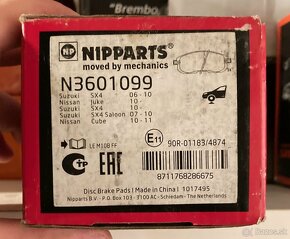 "Brembo
NIPPARTS
moved by mechanics
N3601099
Suzuki SX4 06-10
Nissan Juke 10-
Suzuki SX4 10-
Suzuki SX4 Saloon 07-10
Nissan Cube 10-11
E11
90R-01183/4874
LE M108 FF
EAC
8711768286675
Disc Brake Pads | Made in China | 1017495
Nipparts B.V. - P.O. Box 103 - 3100 AC - Schiedam - The Netherlands